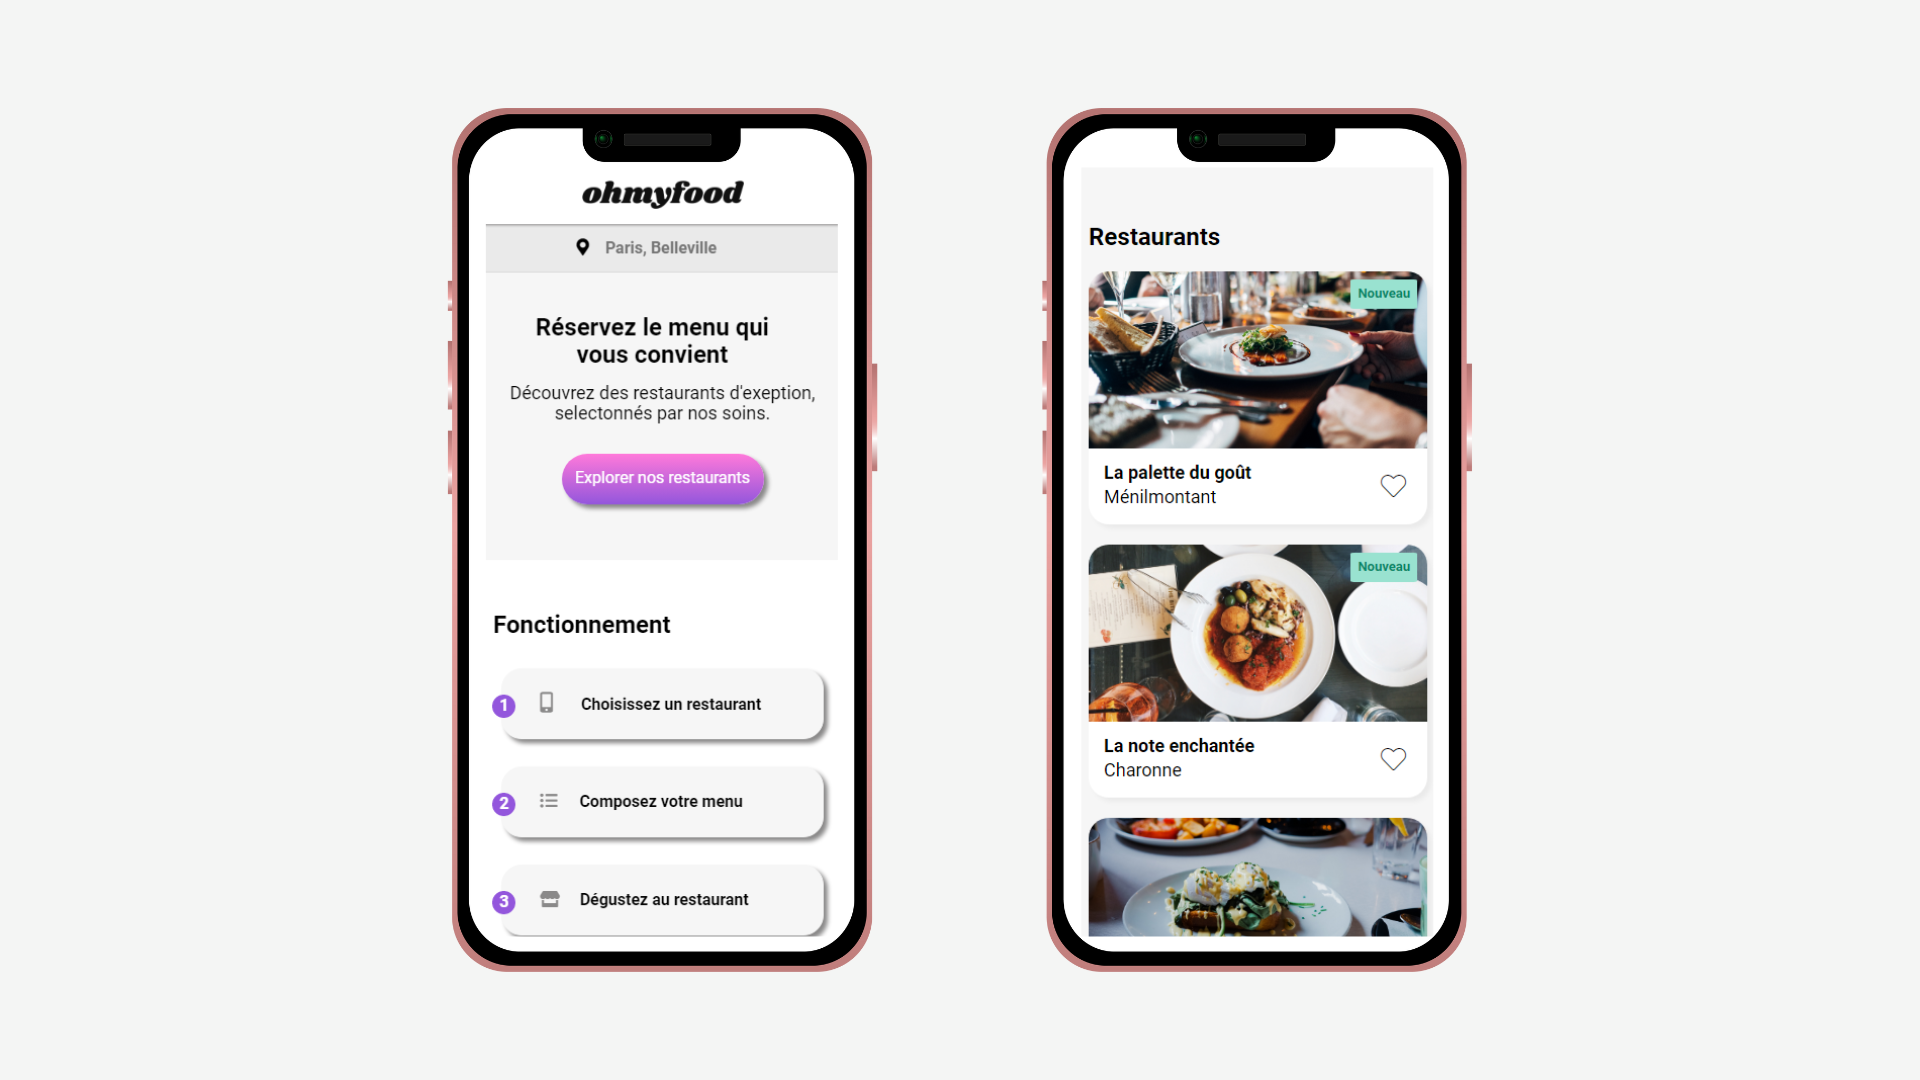 ohmyfood
Paris, Belleville
Réservez le menu qui
vous convient
Découvrez des restaurants d'exeption,
selectonnés par nos soins.
Explorer nos restaurants
Fonctionnement
1 Choisissez un restaurant
2 Composez votre menu
3 Dégustez au restaurant
Restaurants
Nouveau
La palette du goût
Ménilmontant
Nouveau
La note enchantée
Charonne